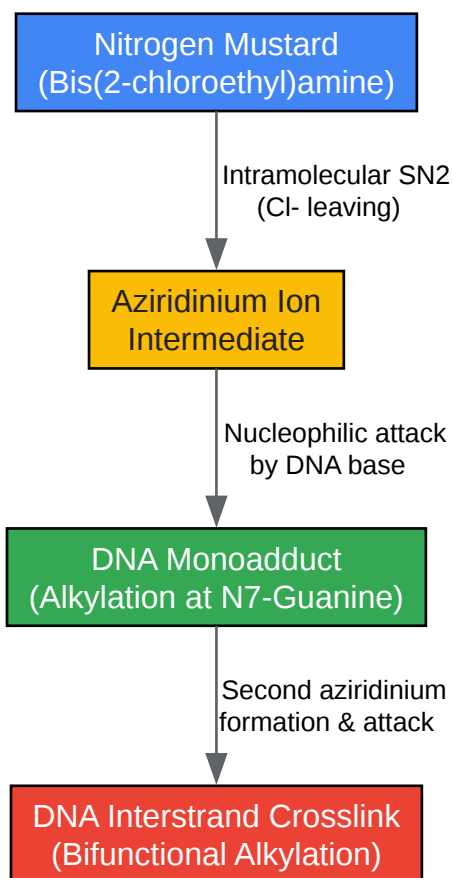 Nitrogen Mustard
(Bis(2-chloroethyl)amine)
Intramolecular SN2
(Cl- leaving)
Aziridinium Ion
Intermediate
Nucleophilic attack
by DNA base
DNA Monoadduct
(Alkylation at N7-Guanine)
Second aziridinium
formation & attack
DNA Interstrand Crosslink
(Bifunctional Alkylation)